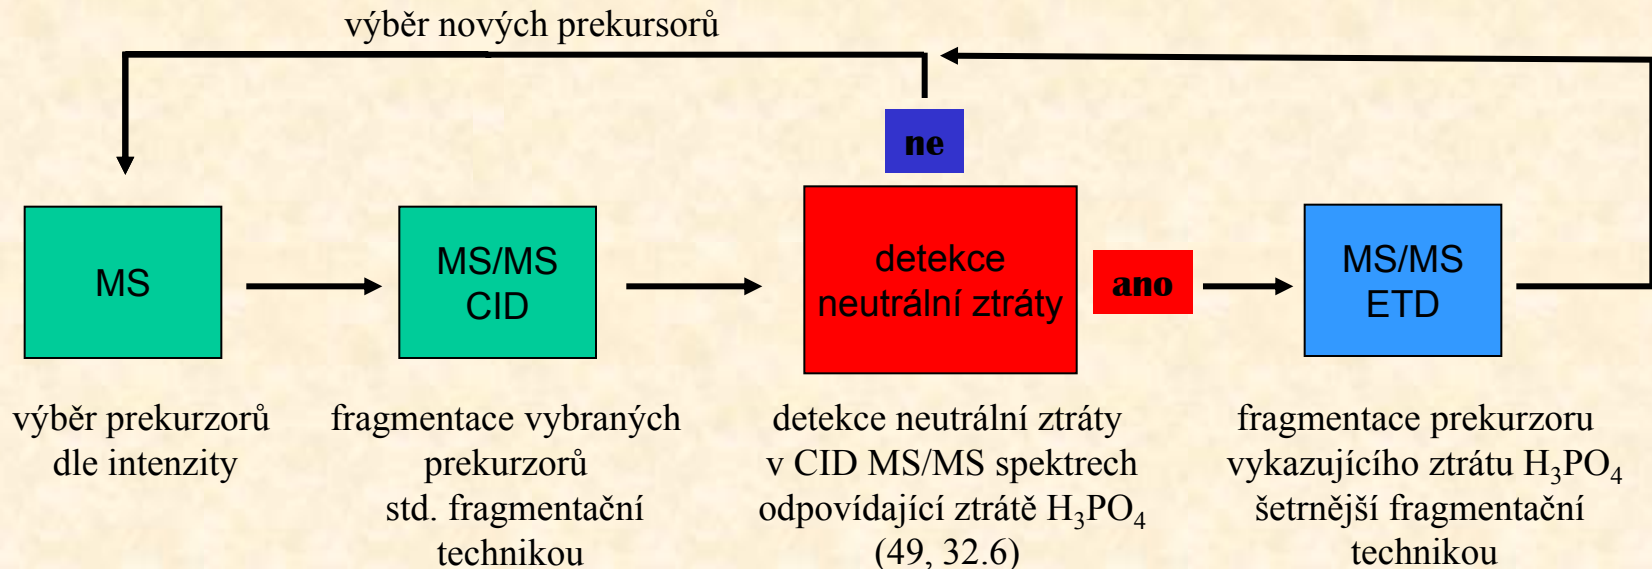 výběr nových prekursorů
ne
MS
MS/MS
CID
detekce
neutrální ztráty
ano
MS/MS
ETD
výběr prekurzorů
dle intenzity
fragmentace vybraných
prekurzorů
std. fragmentační
technikou
detekce neutrální ztráty
v CID MS/MS spektrech
odpovídající ztrátě H₃PO₄
(49, 32.6)
fragmentace prekurzoru
vykazujícího ztrátu H₃PO₄
šetrnější fragmentační
technikou